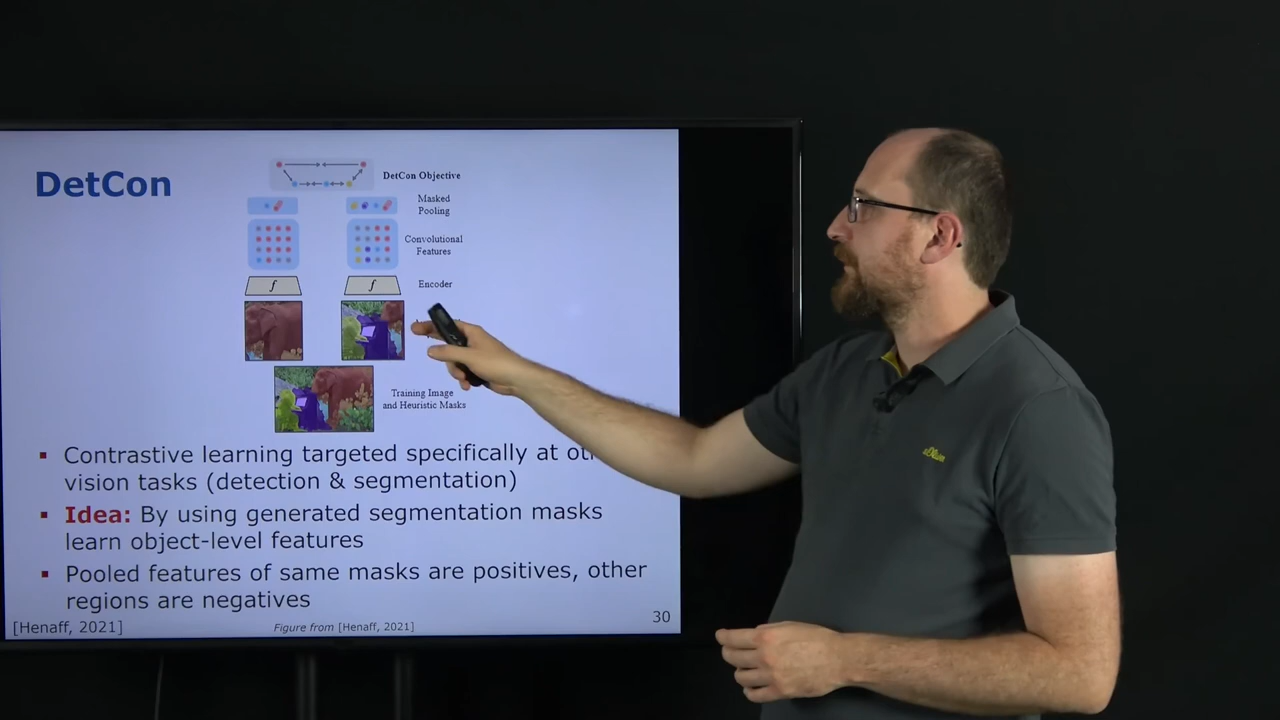 DetCon
DetCon Objective
Masked
Pooling
Convolutional
Features
f
f
Encoder
Training Image
and Heuristic Masks
▪ Contrastive learning targeted specifically at
vision tasks (detection & segmentation)
▪ Idea: By using generated segmentation masks
learn object-level features
▪ Pooled features of same masks are positives, other
regions are negatives
[Henaff, 2021]
Figure from [Henaff, 2021]
30
s.Oliver